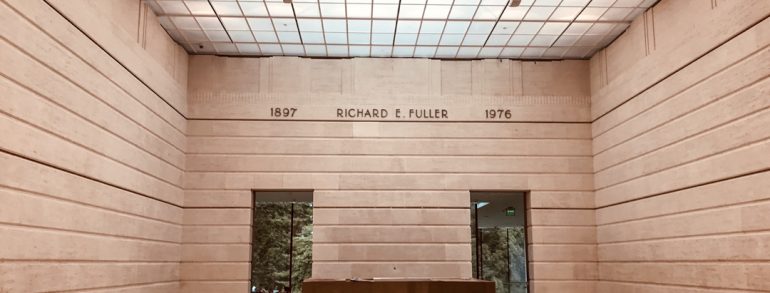 1897 RICHARD E. FULLER 1976